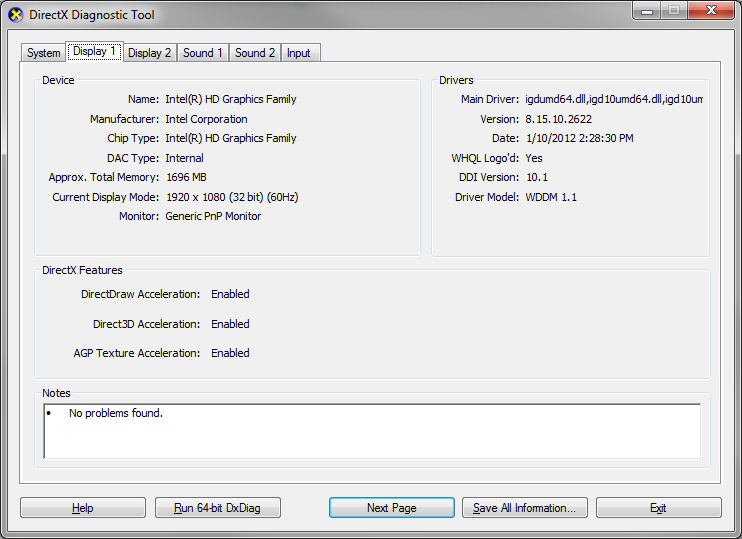 DirectX Diagnostic Tool
System Display 1 Display 2 Sound 1 Sound 2 Input
Device
Name: Intel(R) HD Graphics Family
Manufacturer: Intel Corporation
Chip Type: Intel(R) HD Graphics Family
DAC Type: Internal
Approx. Total Memory: 1696 MB
Current Display Mode: 1920 x 1080 (32 bit) (60Hz)
Monitor: Generic PnP Monitor
Drivers
Main Driver: igdumd64.dll,igd10umd64.dll,igd10um
Version: 8.15.10.2622
Date: 1/10/2012 2:28:30 PM
WHQL Logo'd: Yes
DDI Version: 10.1
Driver Model: WDDM 1.1
DirectX Features
DirectDraw Acceleration: Enabled
Direct3D Acceleration: Enabled
AGP Texture Acceleration: Enabled
Notes
• No problems found.
Help Run 64-bit DxDiag Next Page Save All Information... Exit